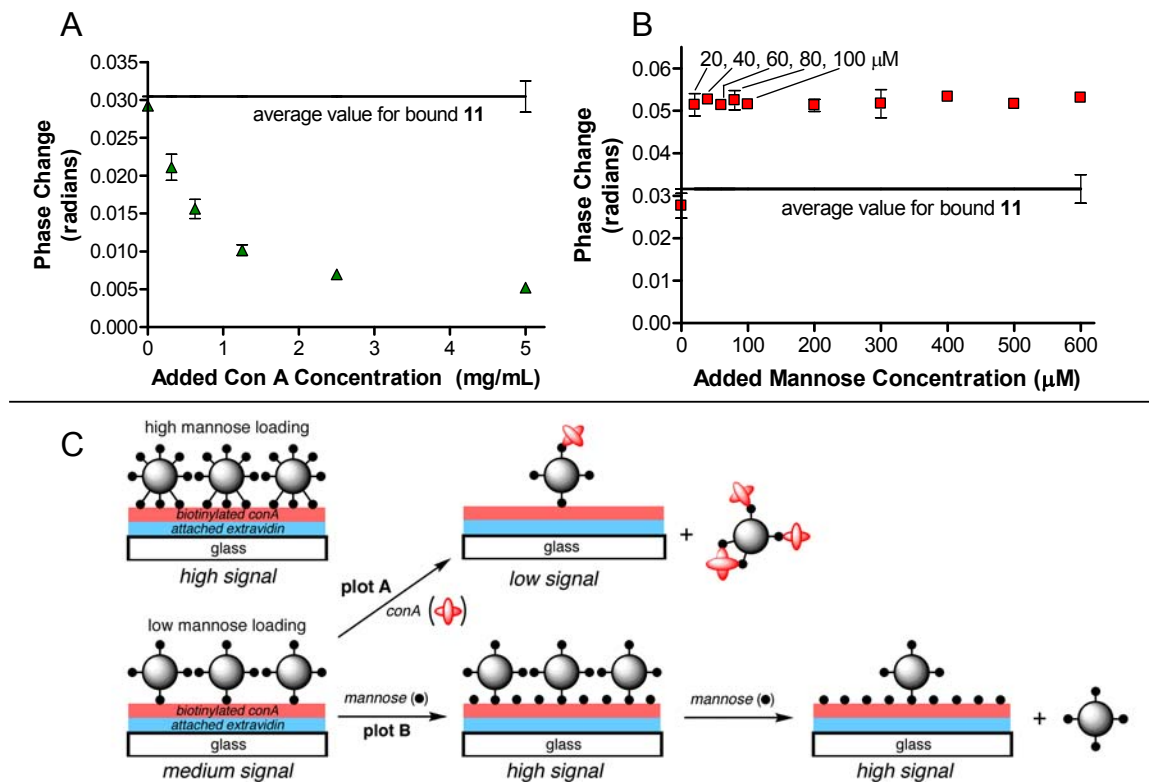 A
Phase Change
(radians)
0.035
0.030
0.025
0.020
0.015
0.010
0.005
0.000
average value for bound 11
0 1 2 3 4 5
Added Con A Concentration (mg/mL)
B
Phase Change
(radians)
0.06
0.05
0.04
0.03
0.02
0.01
0.00
20, 40, 60, 80, 100 μM
average value for bound 11
0 100 200 300 400 500 600
Added Mannose Concentration (μM)
C
high mannose loading
biotinylated conA
attached extravidin
glass
high signal
low mannose loading
biotinylated conA
attached extravidin
glass
medium signal
plot A
conA ( )
glass
low signal
+
mannose (●)
plot B
glass
high signal
mannose (●)
glass
high signal
+